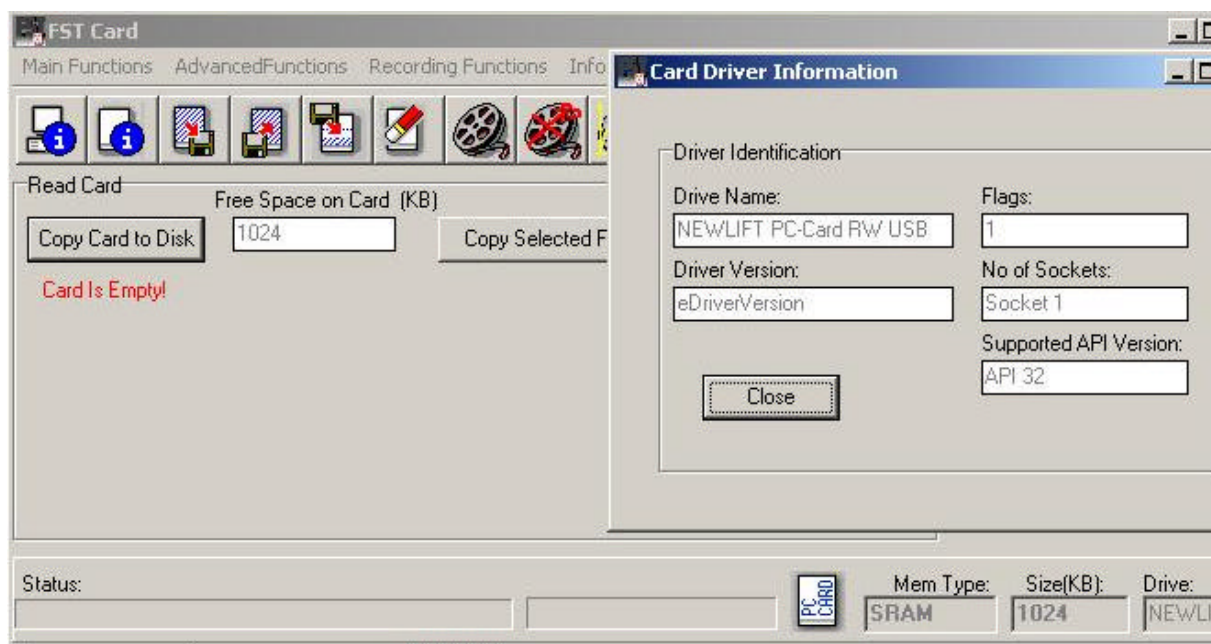 FST Card
Main Functions AdvancedFunctions Recording Functions Info
Card Driver Information
Read Card
Free Space on Card (KB)
Copy Card to Disk
1024
Copy Selected F
Card Is Empty!
Driver Identification
Drive Name:
Flags:
NEWLIFT PC-Card RW USB
1
Driver Version:
No of Sockets:
eDriverVersion
Socket 1
Supported API Version:
API 32
Close
Status:
PC CARD
Mem Type:
Size(KB):
Drive:
SRAM
1024
NEWLI